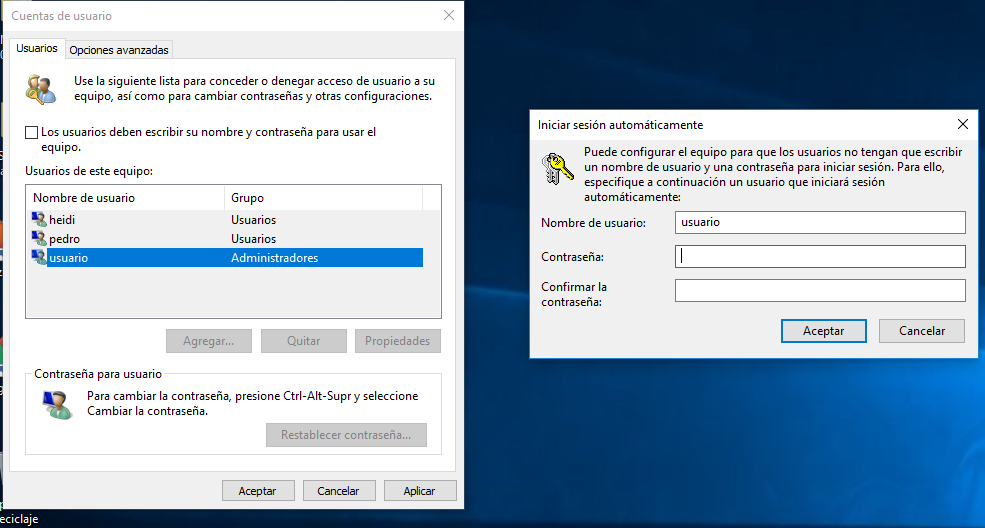 Cuentas de usuario
Usuarios
Opciones avanzadas
Use la siguiente lista para conceder o denegar acceso de usuario a su
equipo, así como para cambiar contraseñas y otras configuraciones.
Los usuarios deben escribir su nombre y contraseña para usar el
equipo.
Usuarios de este equipo:
Nombre de usuario
Grupo
heidi
Usuarios
pedro
Usuarios
usuario
Administradores
Agregar...
Quitar
Propiedades
Contraseña para usuario
Para cambiar la contraseña, presione Ctrl-Alt-Supr y seleccione
Cambiar la contraseña.
Restablecer contraseña...
Aceptar
Cancelar
Aplicar
eciclaje
Iniciar sesión automáticamente
Puede configurar el equipo para que los usuarios no tengan que escribir
un nombre de usuario y una contraseña para iniciar sesión. Para ello,
especifique a continuación un usuario que iniciará sesión
automáticamente:
Nombre de usuario:
usuario
Contraseña:
Confirmar la
contraseña:
Aceptar
Cancelar